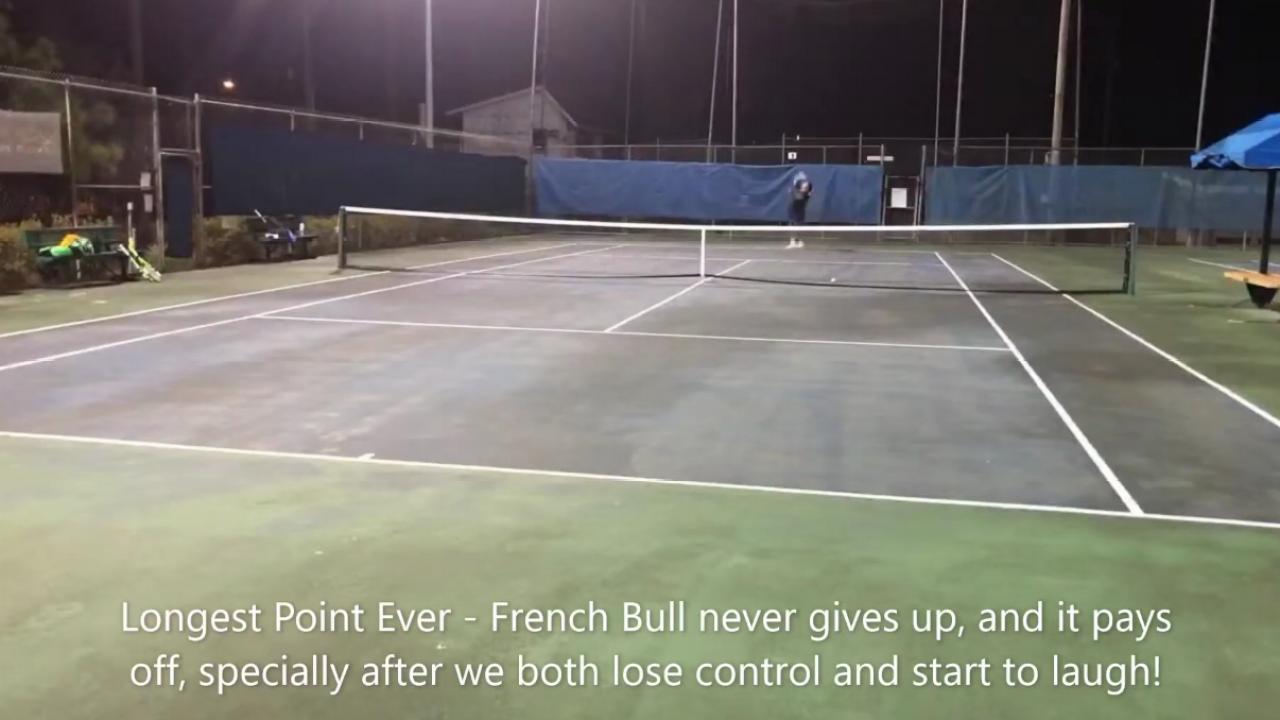 Longest Point Ever - French Bull never gives up, and it pays
off, specially after we both lose control and start to laugh!